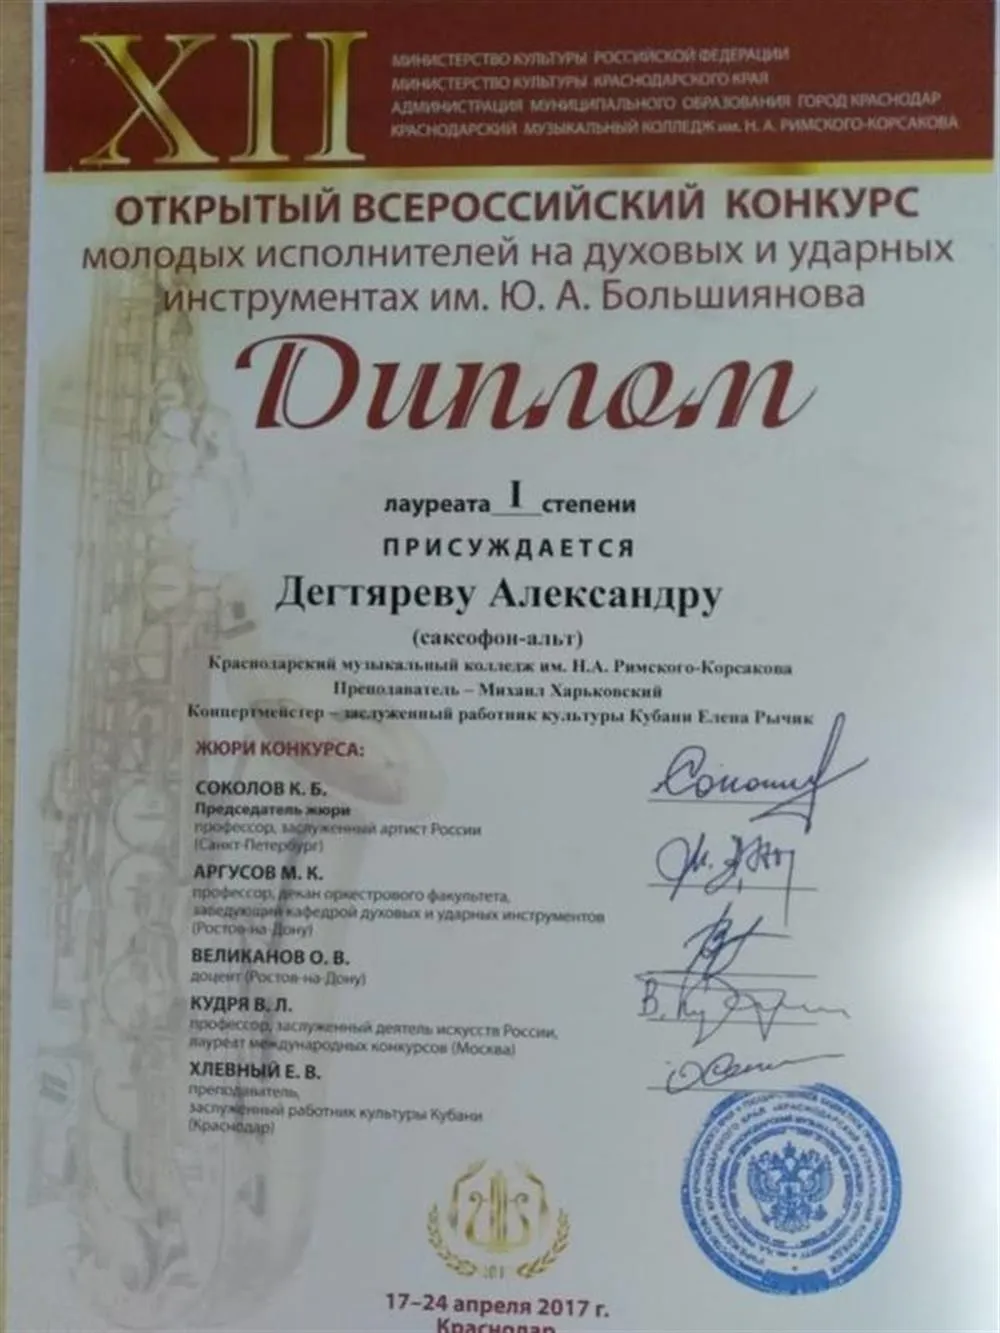 XII
МИНИСТЕРСТВО КУЛЬТУРЫ РОССИЙСКОЙ ФЕДЕРАЦИИ
МИНИСТЕРСТВО КУЛЬТУРЫ КРАСНОДАРСКОГО КРАЯ
АДМИНИСТРАЦИЯ МУНИЦИПАЛЬНОГО ОБРАЗОВАНИЯ ГОРОД КРАСНОДАР
КРАСНОДАРСКИЙ МУЗЫКАЛЬНЫЙ КОЛЛЕДЖ им. Н. А. РИМСКОГО-КОРСАКОВА
ОТКРЫТЫЙ ВСЕРОССИЙСКИЙ КОНКУРС
молодых исполнителей на духовых и ударных
инструментах им. Ю. А. Большиянова
Диплом
лауреата I степени
ПРИСУЖДАЕТСЯ
Дегтяреву Александру
(саксофон-альт)
Краснодарский музыкальный колледж им. Н.А. Римского-Корсакова
Преподаватель – Михаил Харьковский
Концертмейстер – заслуженный работник культуры Кубани Елена Рычик
ЖЮРИ КОНКУРСА:
СОКОЛОВ К. Б.
Председатель жюри
профессор, заслуженный артист России
(Санкт-Петербург)
АРГУСОВ М. К.
профессор, декан оркестрового факультета,
заведующий кафедрой духовых и ударных инструментов
(Ростов-на-Дону)
ВЕЛИКАНОВ О. В.
доцент (Ростов-на-Дону)
КУДРЯ В. Л.
профессор, заслуженный деятель искусств России,
лауреат международных конкурсов (Москва)
ХЛЕВНЫЙ Е. В.
преподаватель,
заслуженный работник культуры Кубани
(Краснодар)
17–24 апреля 2017 г.
Краснодар